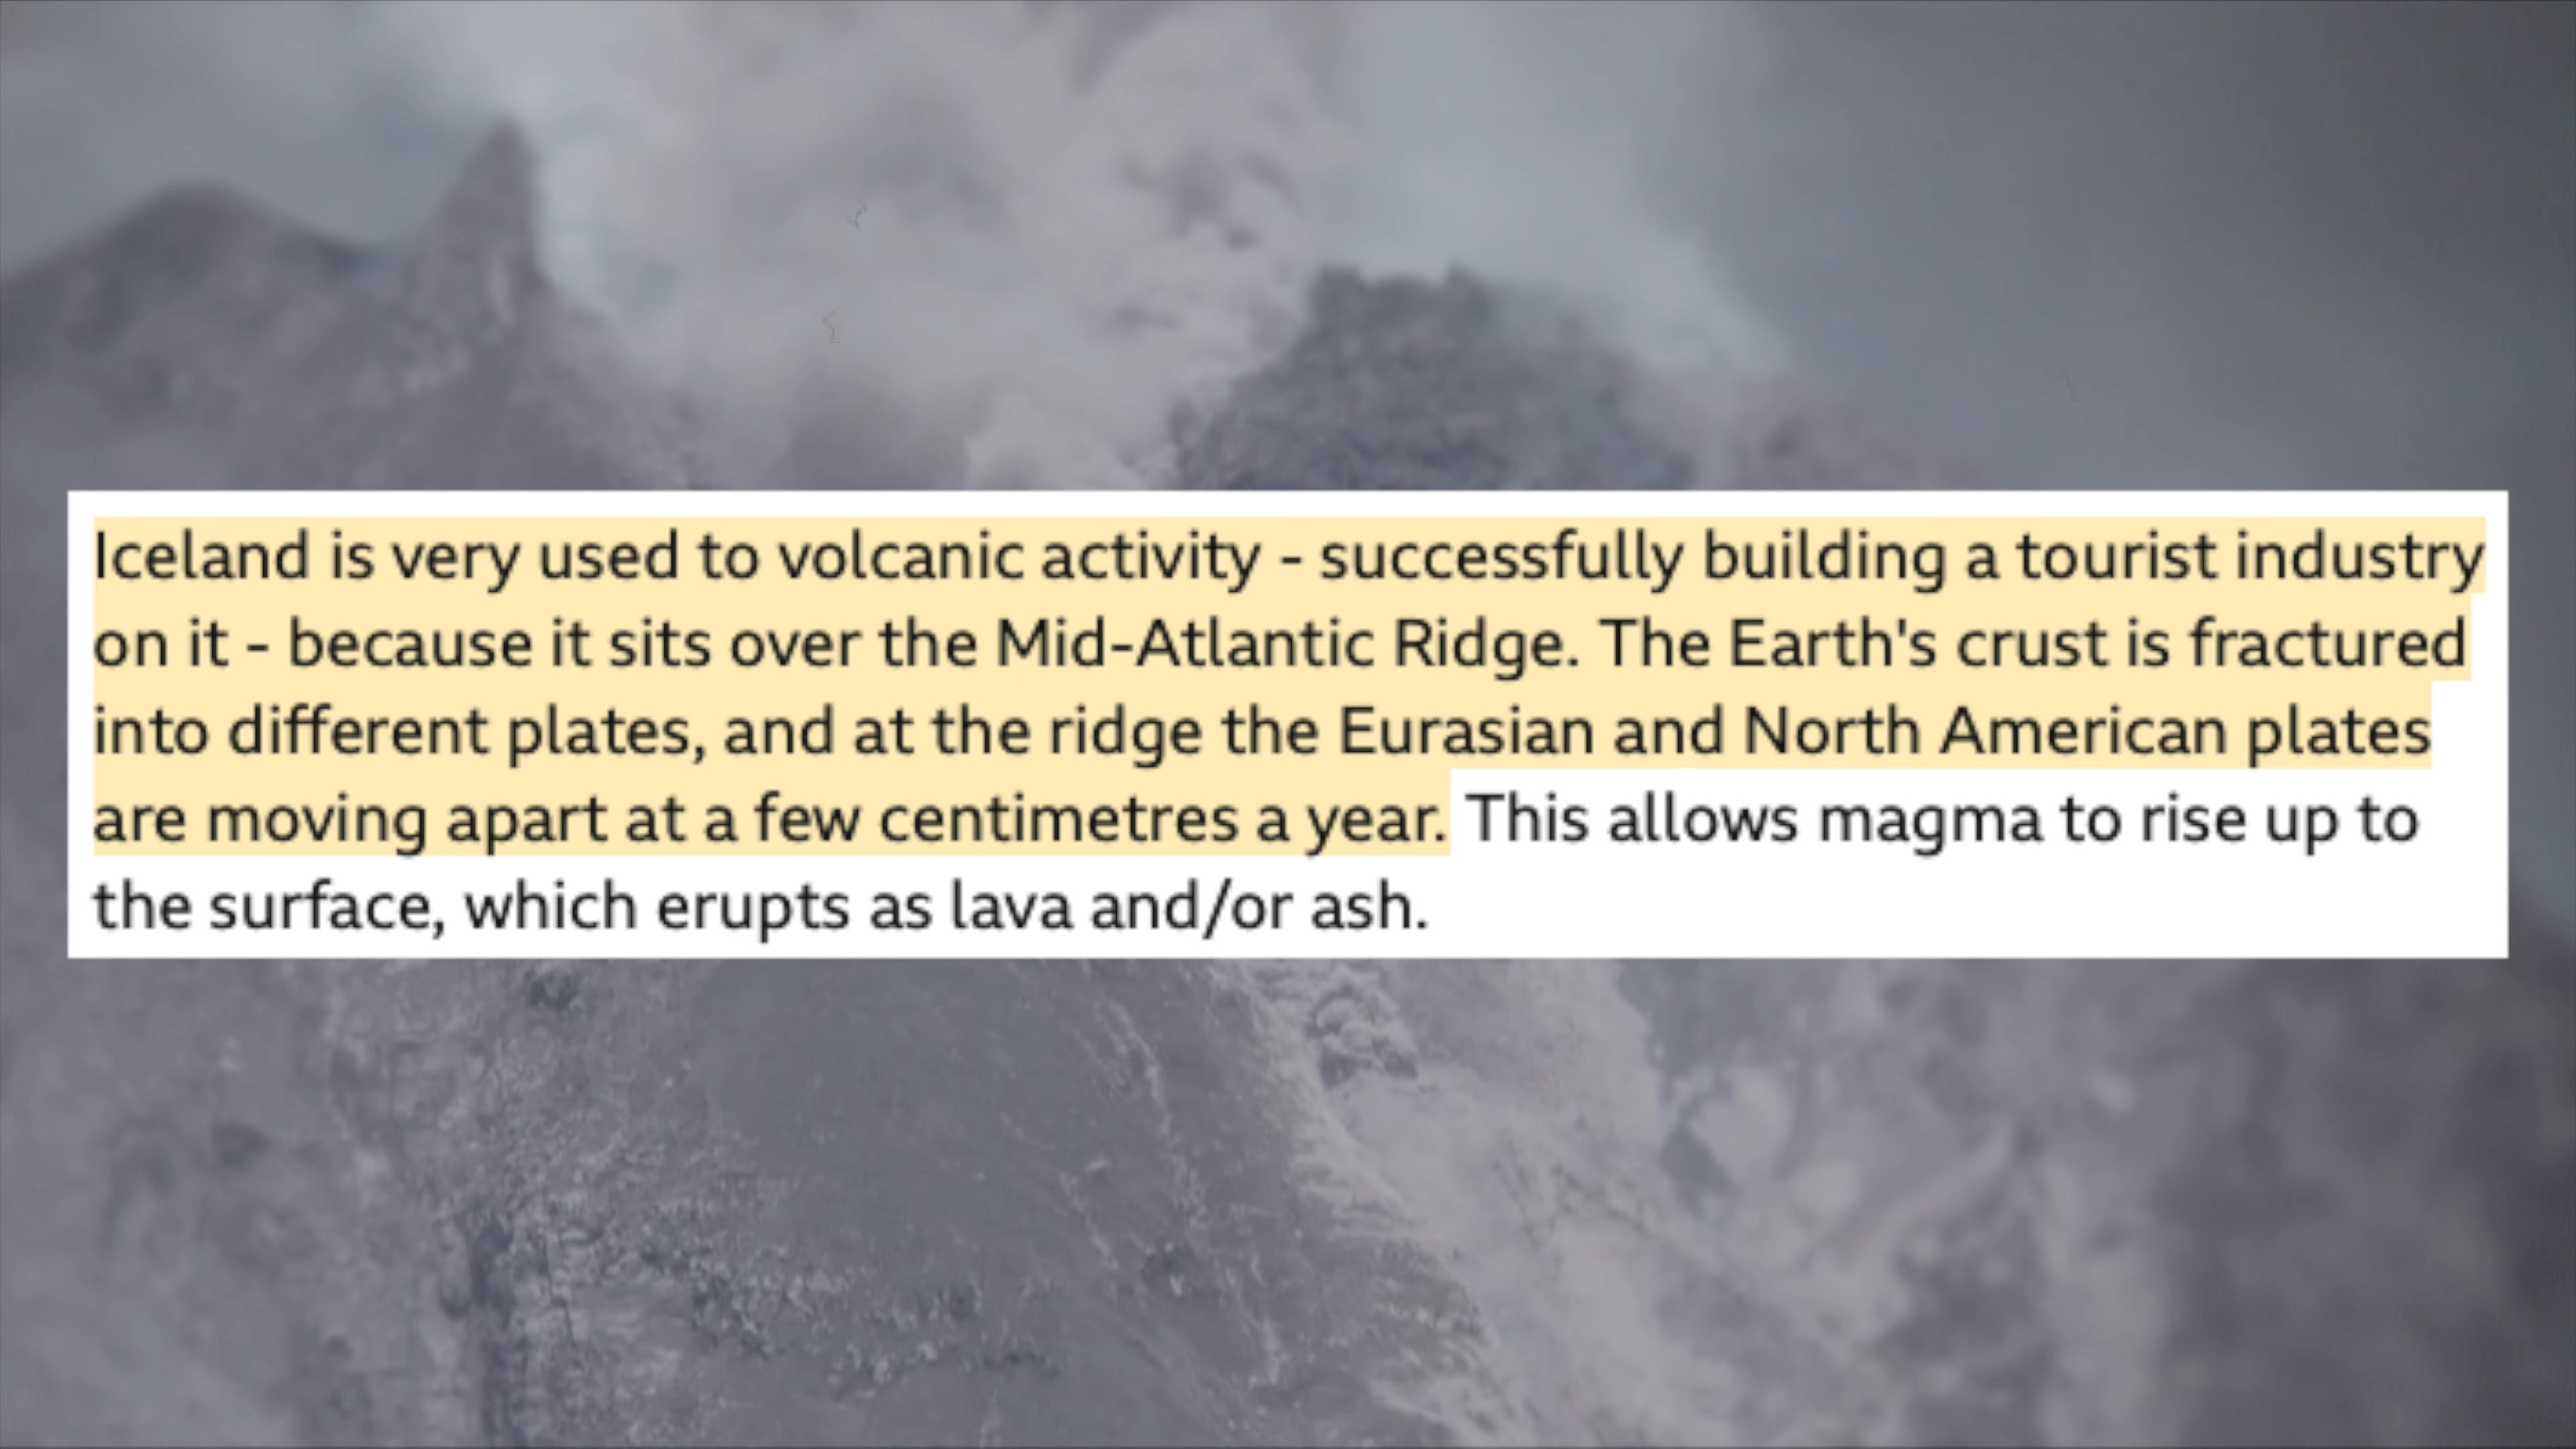 Iceland is very used to volcanic activity - successfully building a tourist industry
on it - because it sits over the Mid-Atlantic Ridge. The Earth's crust is fractured
into different plates, and at the ridge the Eurasian and North American plates
are moving apart at a few centimetres a year. This allows magma to rise up to
the surface, which erupts as lava and/or ash.